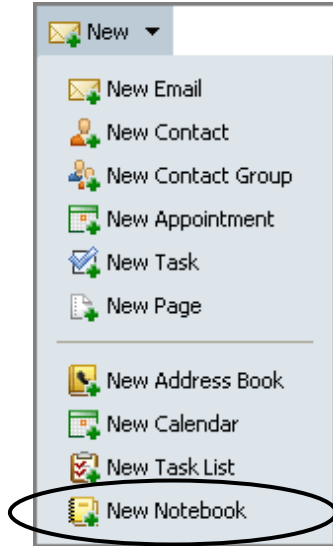 New
New Email
New Contact
New Contact Group
New Appointment
New Task
New Page
New Address Book
New Calendar
New Task List
New Notebook